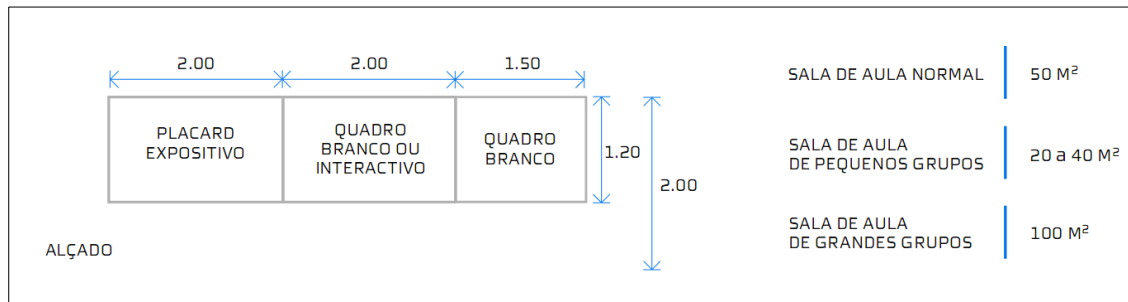 2.00
2.00
1.50
PLACARD
EXPOSITIVO
QUADRO
BRANCO OU
INTERACTIVO
QUADRO
BRANCO
1.20
2.00
ALÇADO
SALA DE AULA NORMAL
50 M²
SALA DE AULA
DE PEQUENOS GRUPOS
20 a 40 M²
SALA DE AULA
DE GRANDES GRUPOS
100 M²